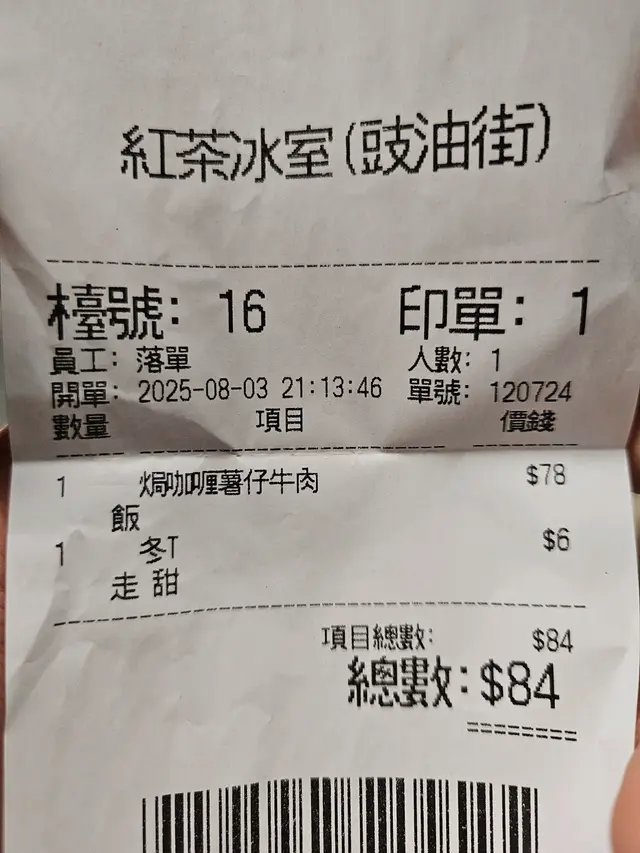 紅茶冰室(豉油街)
檯號: 16 印單: 1
員工: 落單 人數: 1
開單: 2025-08-03 21:13:46 單號: 120724
數量 項目 價錢
1 焗咖喱薯仔牛肉 $78
飯
1 冬T $6
走甜
項目總數: $84
總數: $84
========